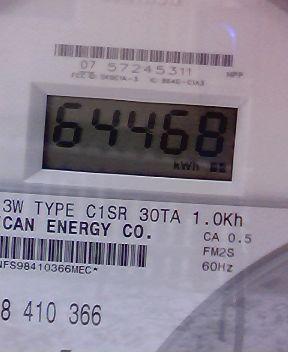 07 57245311 NPP
64468
kWh
3W TYPE C1SR 30TA 1.0Kh
CAN ENERGY CO. CA 0.5
FM2S
NFS98410366MEC* 60Hz
8 410 366